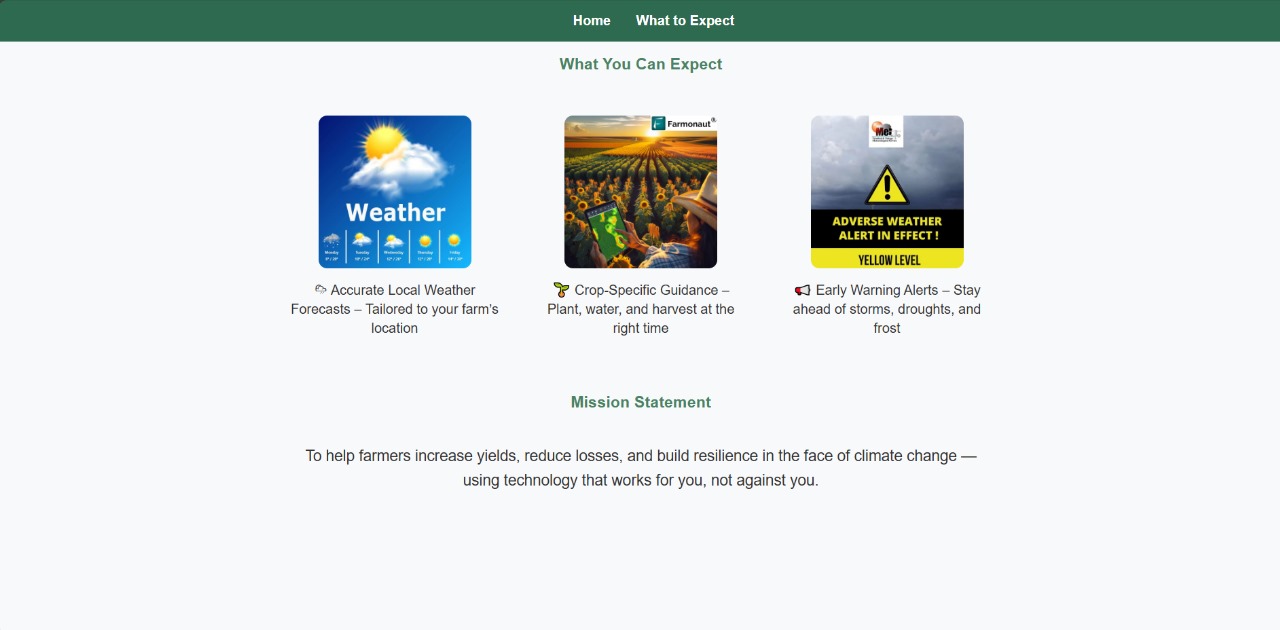 Home What to Expect
What You Can Expect
Weather
Monday Tuesday Wednesday Thursday Friday
Farmonaut®
Me
ADVERSE WEATHER
ALERT IN EFFECT !
YELLOW LEVEL
🌦 Accurate Local Weather
Forecasts – Tailored to your farm's
location
🌱 Crop-Specific Guidance –
Plant, water, and harvest at the
right time
📢 Early Warning Alerts – Stay
ahead of storms, droughts, and
frost
Mission Statement
To help farmers increase yields, reduce losses, and build resilience in the face of climate change —
using technology that works for you, not against you.